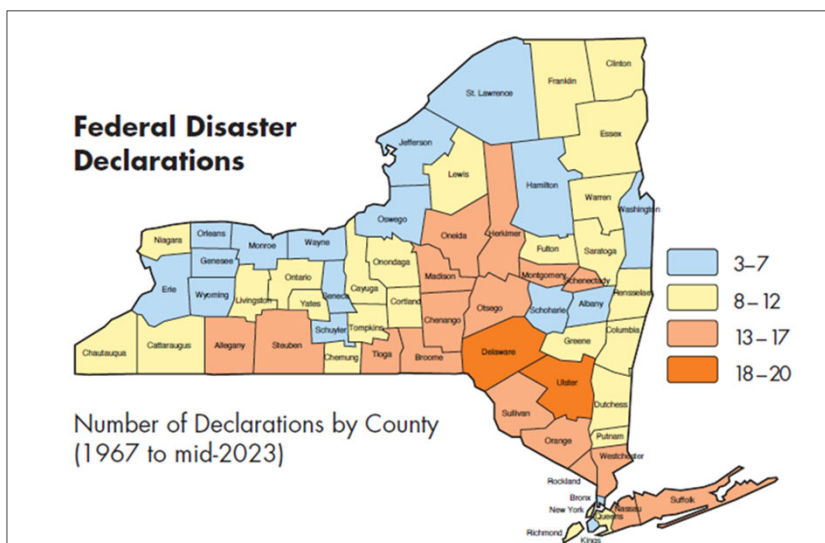 Federal Disaster
Declarations
Clinton
Franklin
St. Lawrence
Essex
Jefferson
Lewis
Hamilton
Warren
Washington
Oswego
Herkimer
Oneida
Fulton
Saratoga
Niagara
Orleans
Monroe
Wayne
Genesee
Onondaga
Madison
Montgomery
Schenectady
Rensselaer
Ontario
Cayuga
Seneca
Erie
Wyoming
Livingston
Yates
Cortland
Otsego
Schoharie
Albany
Chenango
Schuyler
Tompkins
Greene
Columbia
Chautauqua
Cattaraugus
Allegany
Steuben
Chemung
Tioga
Broome
Delaware
Ulster
Dutchess
Sullivan
Putnam
Orange
Westchester
Rockland
Bronx
New York
Queens
Nassau
Suffolk
Richmond
Kings
3–7
8–12
13–17
18–20
Number of Declarations by County
(1967 to mid-2023)